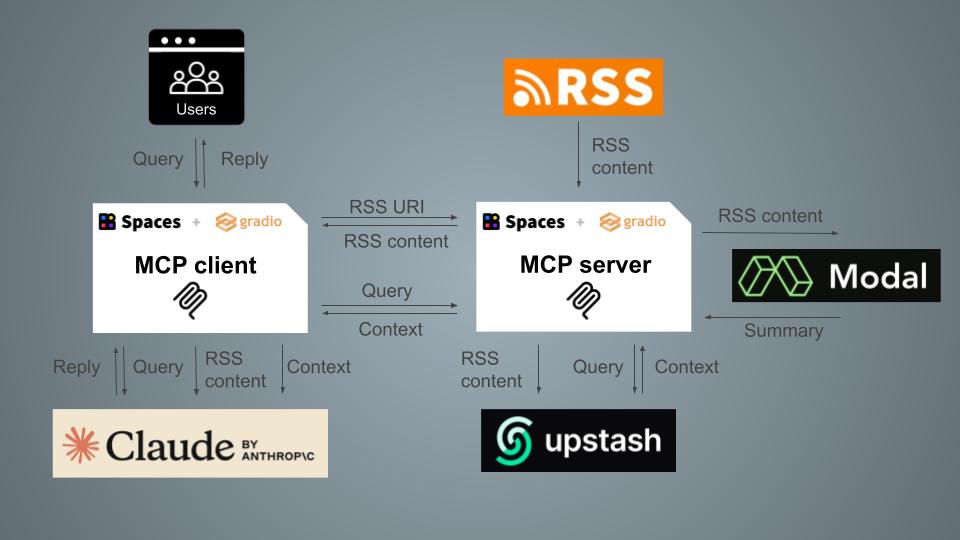 Users
RSS
Query
Reply
RSS
content
Spaces + gradio
MCP client
RSS URI
RSS content
Query
Context
Spaces + gradio
MCP server
RSS content
Modal
Summary
Reply
Query
RSS
content
Context
RSS
content
Query
Context
Claude BY
ANTHROP\C
upstash